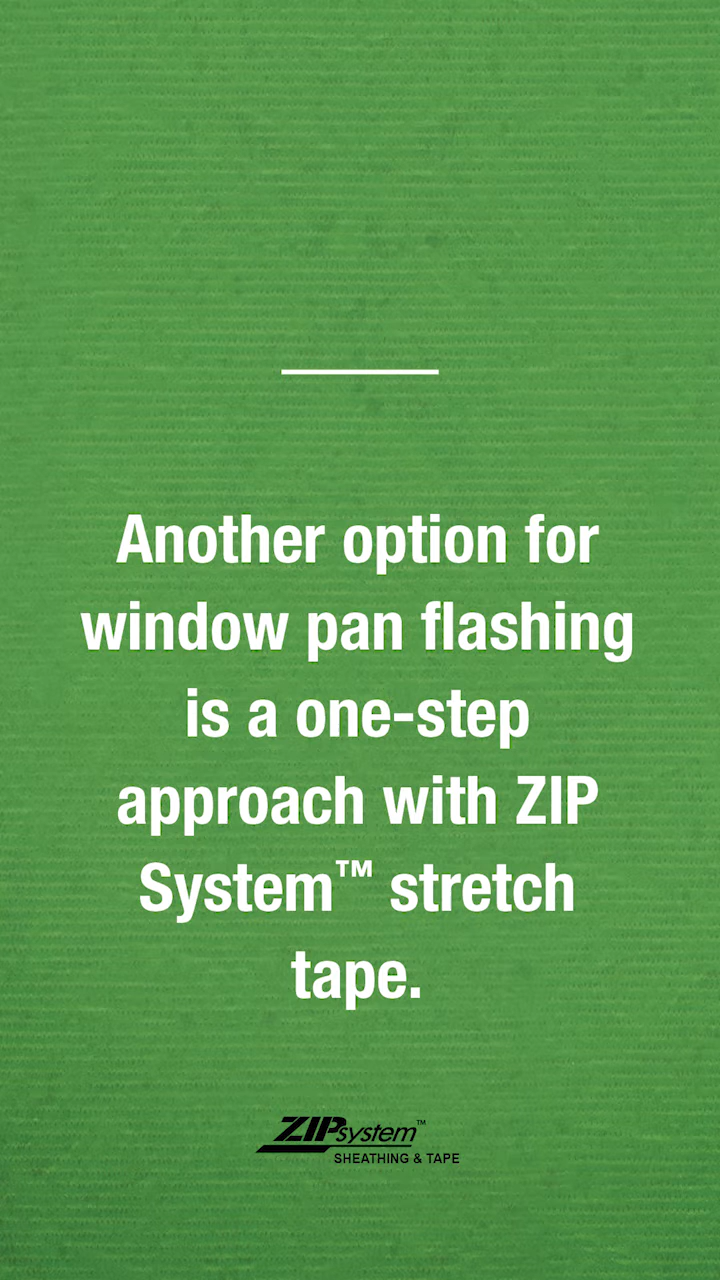 Another option for
window pan flashing
is a one-step
approach with ZIP
System™ stretch
tape.
ZIPsystem™
SHEATHING & TAPE